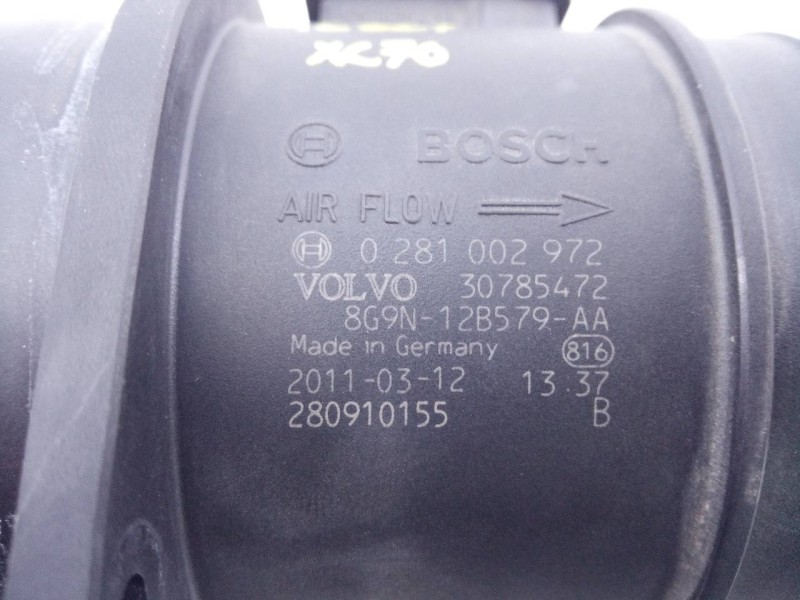 XC70
BOSCH
AIR FLOW
0 281 002 972
VOLVO 30785472
8G9N-12B579-AA
Made in Germany 816
2011-03-12 13.37
280910155 B